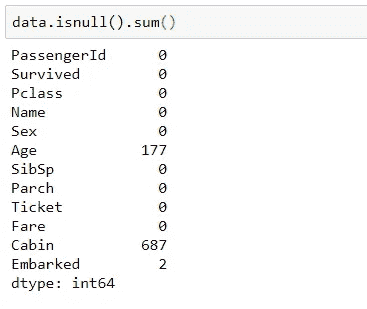 data.isnull().sum()
PassengerId 0
Survived 0
Pclass 0
Name 0
Sex 0
Age 177
SibSp 0
Parch 0
Ticket 0
Fare 0
Cabin 687
Embarked 2
dtype: int64